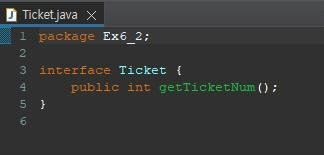 Ticket.java
1 package Ex6_2;
2
3 interface Ticket {
4     public int getTicketNum();
5 }
6